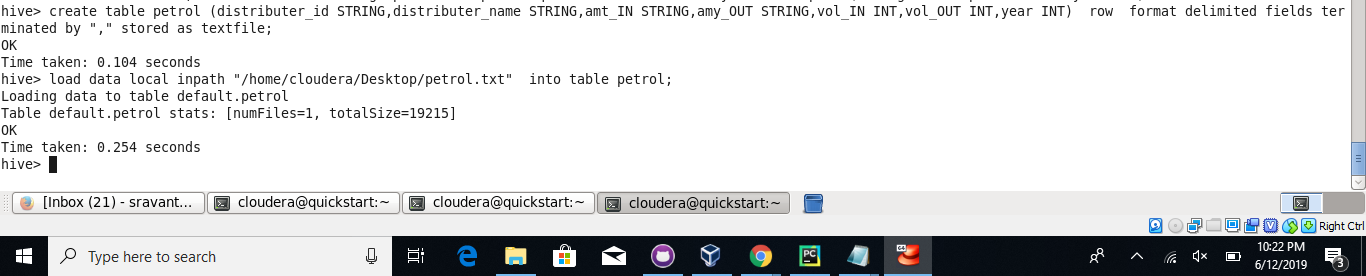 hive> create table petrol (distributer_id STRING,distributer_name STRING,amt_IN STRING,amy_OUT STRING,vol_IN INT,vol_OUT INT,year INT)  row  format delimited fields ter
minated by "," stored as textfile;
OK
Time taken: 0.104 seconds
hive> load data local inpath "/home/cloudera/Desktop/petrol.txt"  into table petrol;
Loading data to table default.petrol
Table default.petrol stats: [numFiles=1, totalSize=19215]
OK
Time taken: 0.254 seconds
hive>
[Inbox (21) - sravant... cloudera@quickstart:~ cloudera@quickstart:~ cloudera@quickstart:~
Right Ctrl
Type here to search
PC
64
10:22 PM
6/12/2019
3